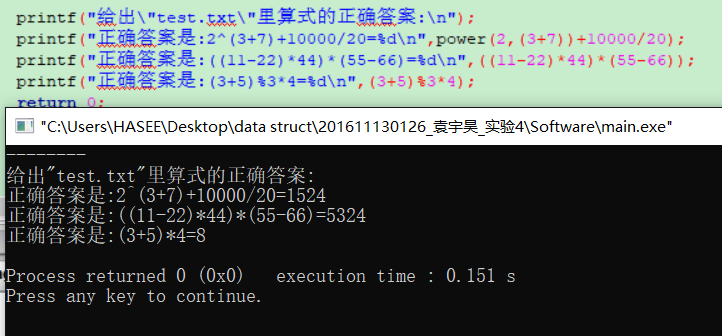 printf("给出\"test.txt\"里算式的正确答案:\n");
printf("正确答案是:2^(3+7)+10000/20=%d\n",power(2,(3+7))+10000/20);
printf("正确答案是:((11-22)*44)*(55-66)=%d\n",((11-22)*44)*(55-66));
printf("正确答案是:(3+5)%3*4=%d\n",(3+5)%3*4);
return 0;
"C:\Users\HASEE\Desktop\data struct\201611130126_袁宇昊_实验4\Software\main.exe"
--------
给出"test.txt"里算式的正确答案:
正确答案是:2^(3+7)+10000/20=1524
正确答案是:((11-22)*44)*(55-66)=5324
正确答案是:(3+5)*4=8
Process returned 0 (0x0)   execution time : 0.151 s
Press any key to continue.